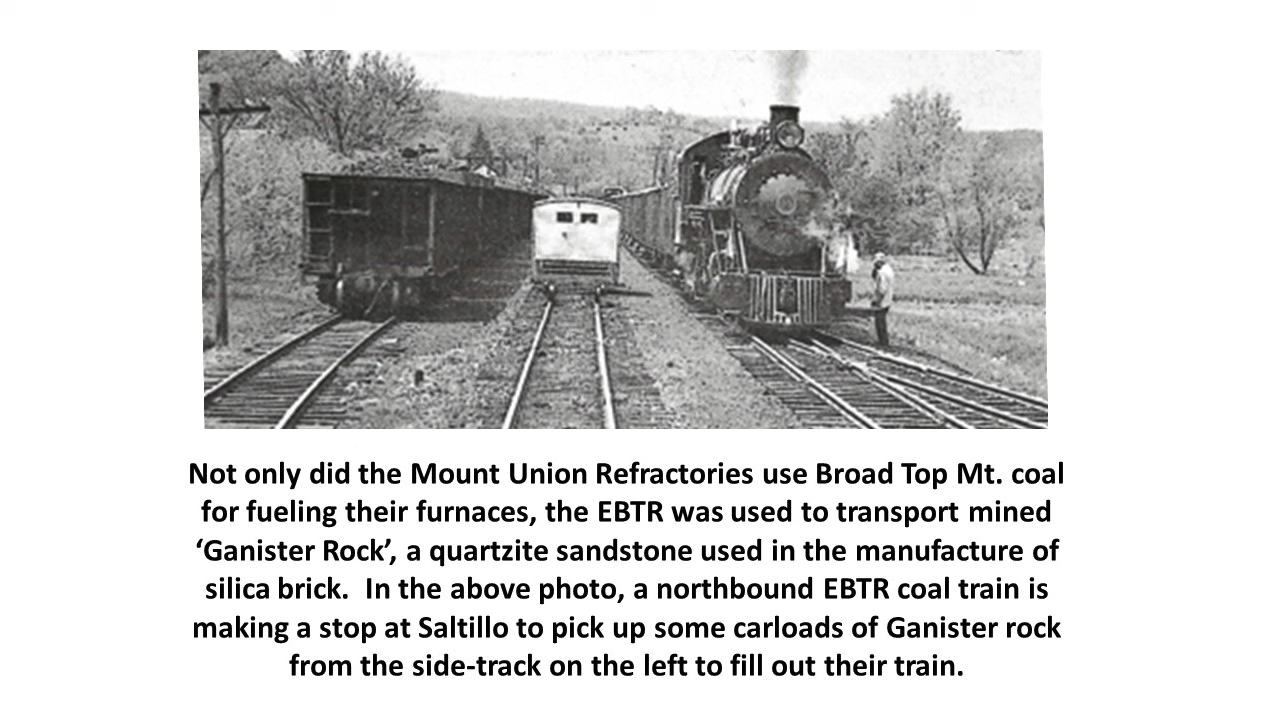 Not only did the Mount Union Refractories use Broad Top Mt. coal
for fueling their furnaces, the EBTR was used to transport mined
‘Ganister Rock’, a quartzite sandstone used in the manufacture of
silica brick.  In the above photo, a northbound EBTR coal train is
making a stop at Saltillo to pick up some carloads of Ganister rock
from the side-track on the left to fill out their train.